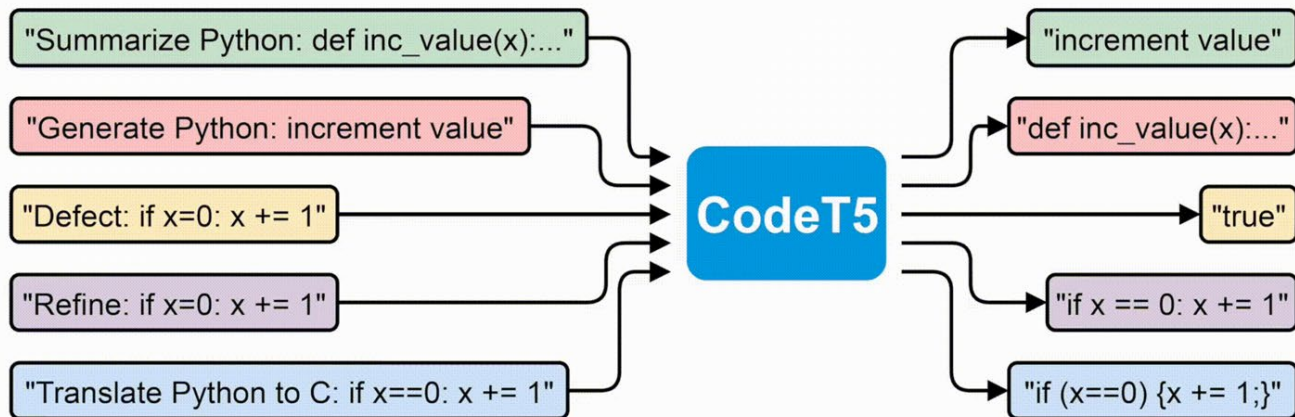 "Summarize Python: def inc_value(x):..."
"Generate Python: increment value"
"Defect: if x=0: x += 1"
"Refine: if x=0: x += 1"
"Translate Python to C: if x==0: x += 1"
CodeT5
"increment value"
"def inc_value(x):..."
"true"
"if x == 0: x += 1"
"if (x==0) {x += 1;}"